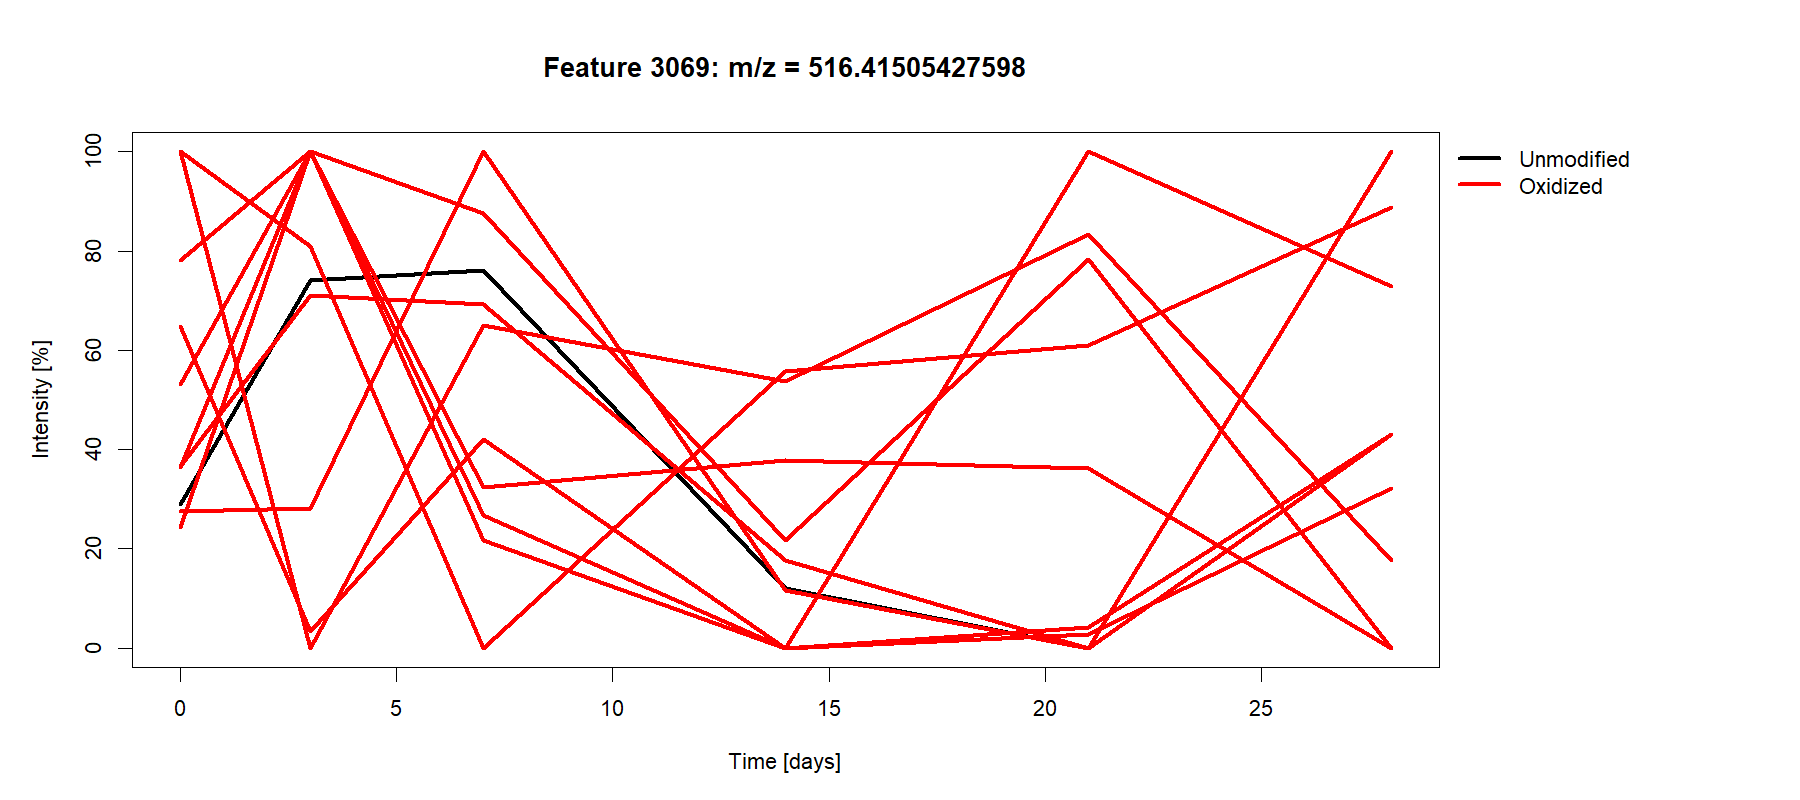 Feature 3069: m/z = 516.41505427598
Unmodified
Oxidized
Intensity [%]
100
80
60
40
20
0
0 5 10 15 20 25
Time [days]